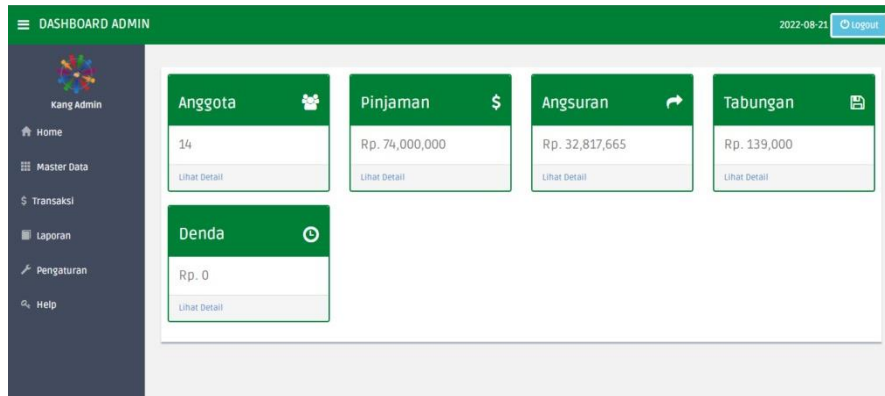 DASHBOARD ADMIN
2022-08-21 Logout
Kang Admin
Home
Master Data
$ Transaksi
Laporan
Pengaturan
Help
Anggota
14
Lihat Detail
Pinjaman $
Rp. 74,000,000
Lihat Detail
Angsuran
Rp. 32,817,665
Lihat Detail
Tabungan
Rp. 139,000
Lihat Detail
Denda
Rp. 0
Lihat Detail